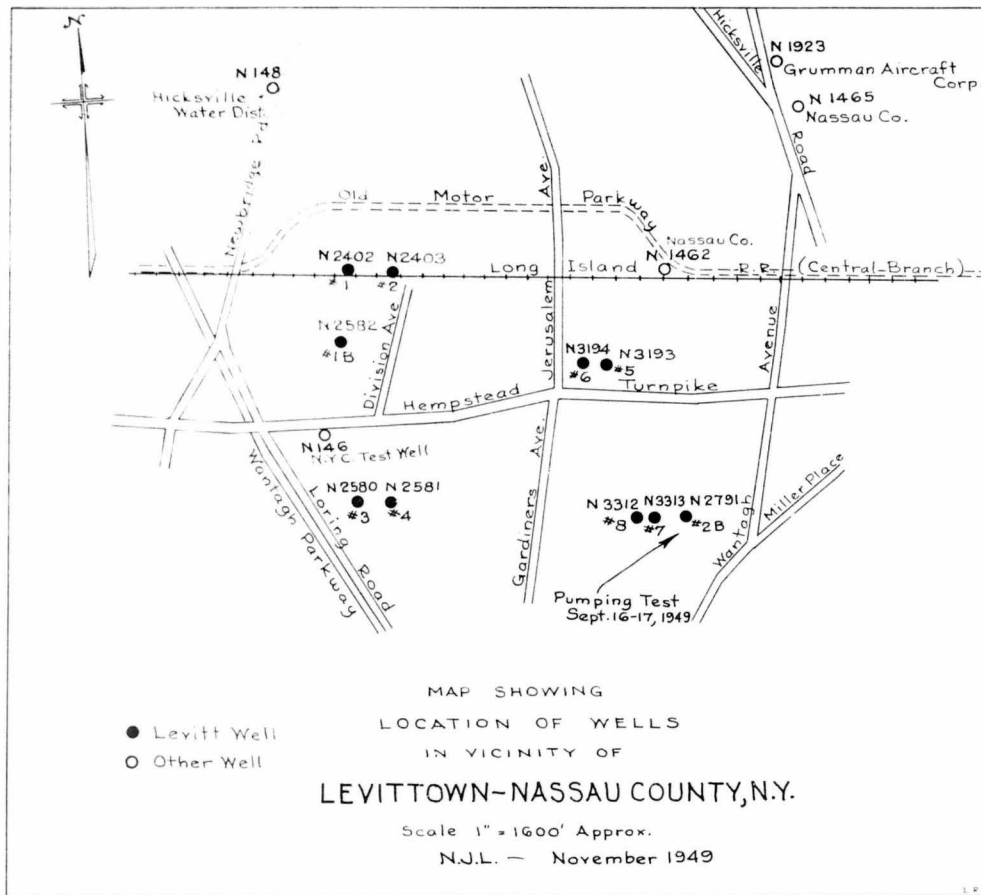 N
N 148
Hicksville
Water Dist.
Newbridge Rd.
Hicksville
Road
N 1923
Grumman Aircraft
Corp
N 1465
Nassau Co.
Old Motor Parkway
Jerusalem Ave.
Nassau Co.
N 1462
N 2402
#1
N 2403
#2
Long Island R.R. (Central Branch)
N 2582
#1B
Division Ave
N3194
#6
N 3193
#5
Hempstead Turnpike
Wantagh Avenue
N 146
N.Y.C. Test Well
N 2580
#3
N 2581
#4
Wantagh Parkway
Loring Road
Gardiners Ave.
N 3312
#8
N3313
#7
N 2791
#2B
Miller Place
Pumping Test
Sept. 16-17, 1949
MAP SHOWING
LOCATION OF WELLS
IN VICINITY OF
LEVITTOWN~NASSAU COUNTY, N.Y.
Scale 1" = 1600' Approx.
N.J.L. — November 1949
Levitt Well
Other Well